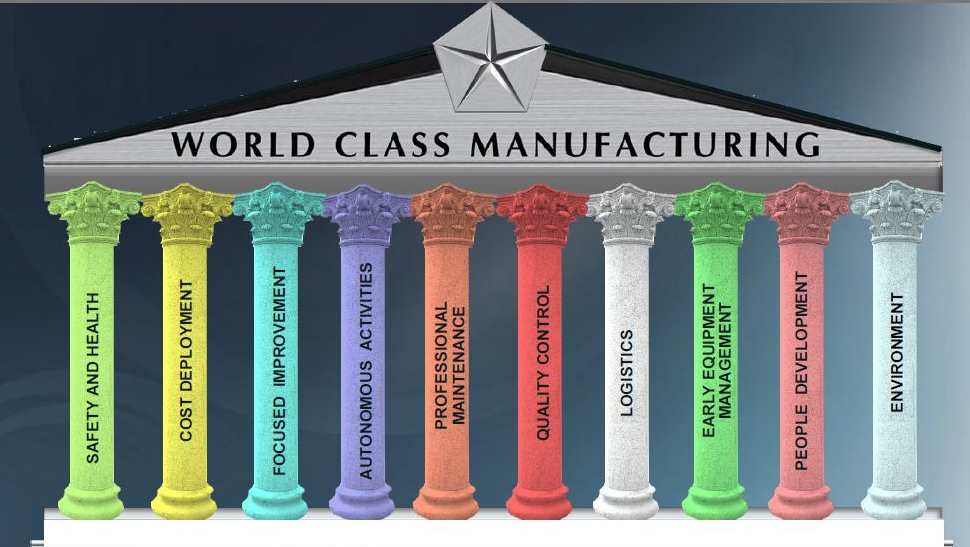 WORLD CLASS MANUFACTURING
SAFETY AND HEALTH
COST DEPLOYMENT
FOCUSED IMPROVEMENT
AUTONOMOUS ACTIVITIES
PROFESSIONAL
MAINTENANCE
QUALITY CONTROL
LOGISTICS
EARLY EQUIPMENT
MANAGEMENT
PEOPLE DEVELOPMENT
ENVIRONMENT